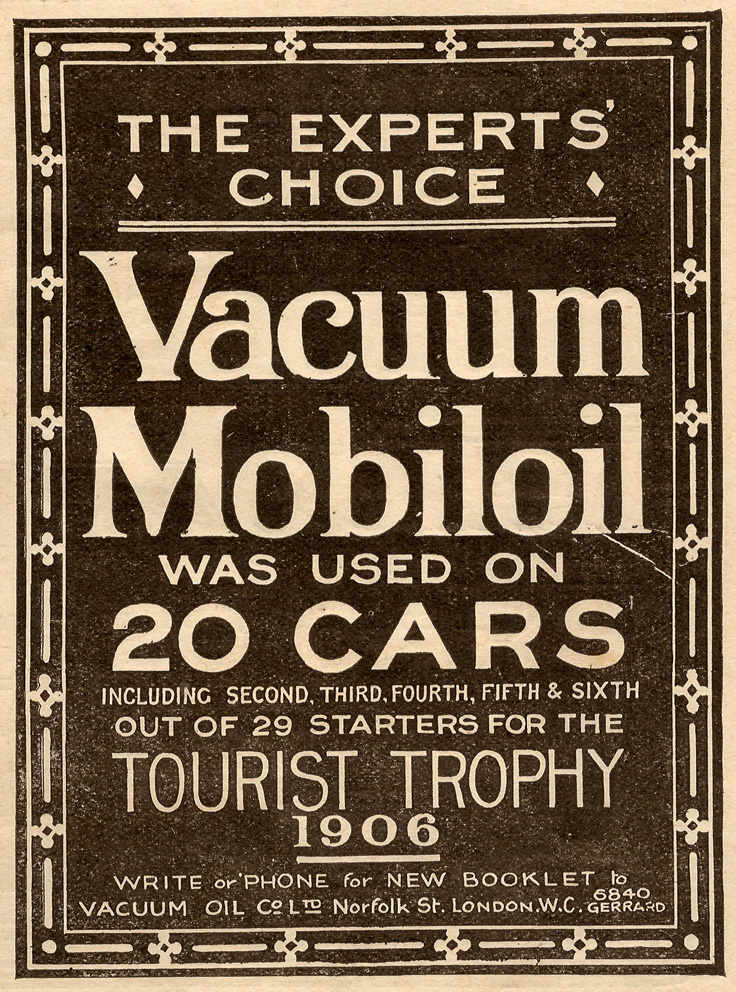 THE EXPERTS'
CHOICE
Vacuum
Mobiloil
WAS USED ON
20 CARS
INCLUDING SECOND, THIRD, FOURTH, FIFTH & SIXTH
OUT OF 29 STARTERS FOR THE
TOURIST TROPHY
1906
WRITE or 'PHONE for NEW BOOKLET to
VACUUM OIL Co LTD Norfolk St. LONDON. W.C. 6840 GERRARD